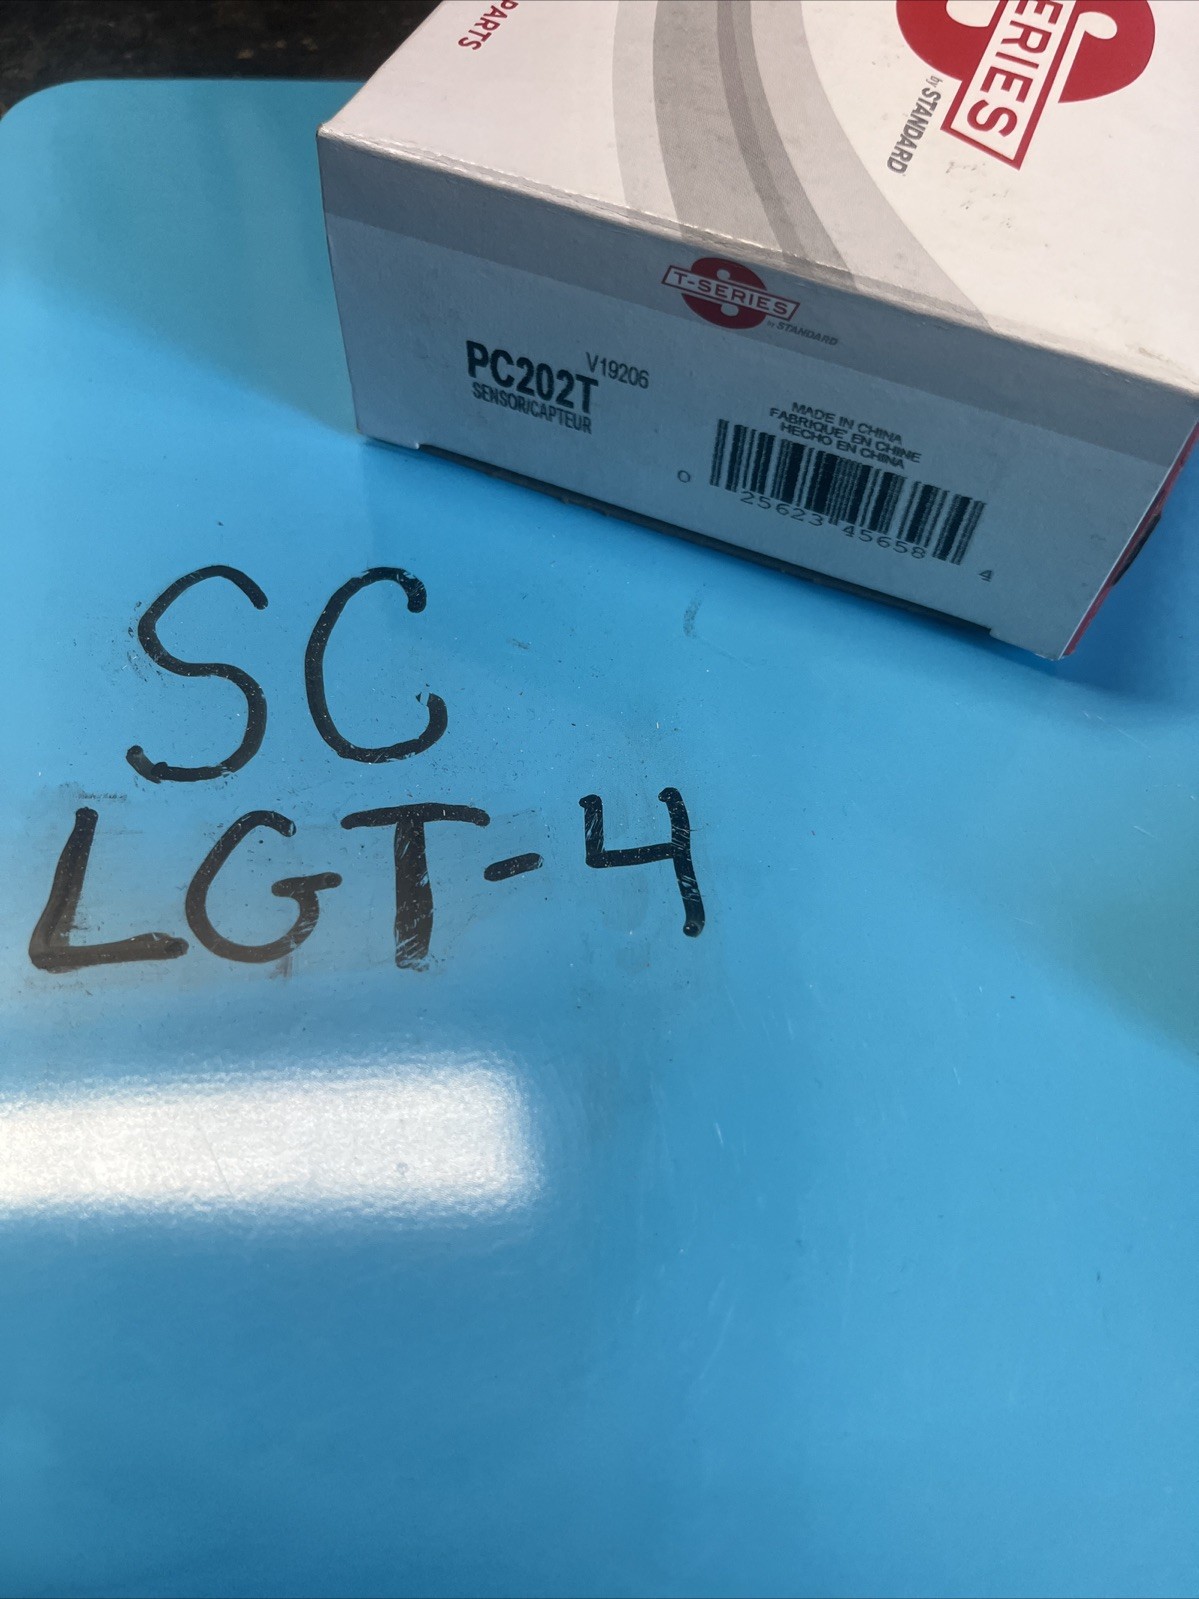 PARTS
SERIES
by STANDARD
T-SERIES
by STANDARD
PC202T V19206
SENSOR/CAPTEUR
MADE IN CHINA
FABRIQUE' EN CHINE
HECHO EN CHINA
0 25623 45658 4
SC
LGT-4